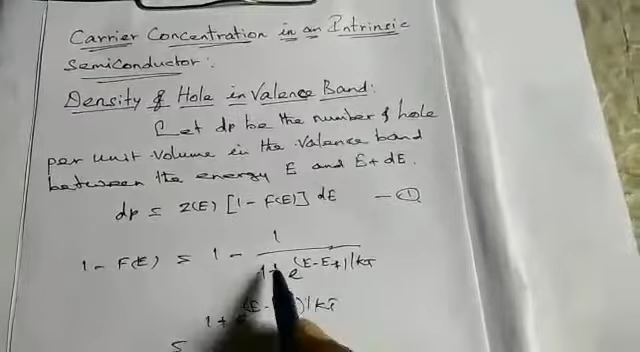 Carrier Concentration in an Intrinsic
Semiconductor:
Density of Hole in Valence Band:
Let dp be the number of hole
per unit volume in the valence band
between the energy E and E+dE.
dp = Z(E) [1 - F(E)] dE — ①
1 - F(E) = 1 - 1 / 1 + e^(E-Ef)/kT
1 + e^(E- )/kT
=